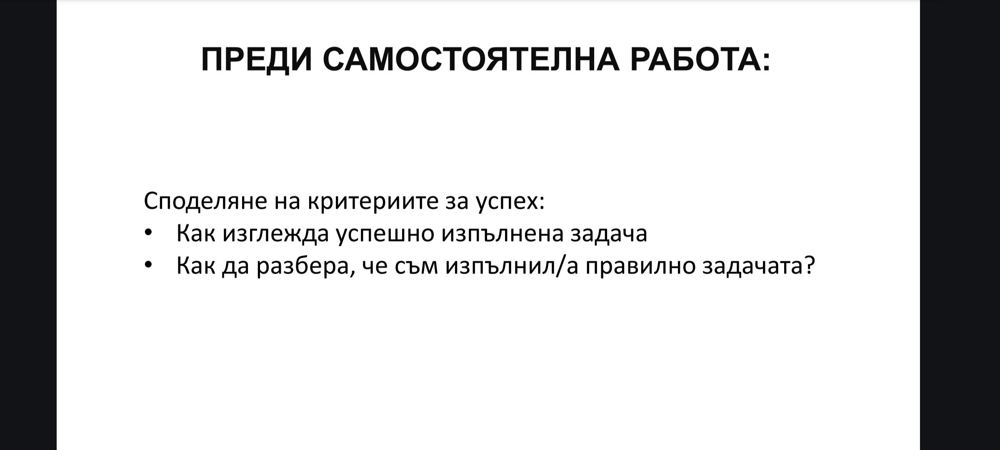 ПРЕДИ САМОСТОЯТЕЛНА РАБОТА:
Споделяне на критериите за успех:
• Как изглежда успешно изпълнена задача
• Как да разбера, че съм изпълнил/а правилно задачата?